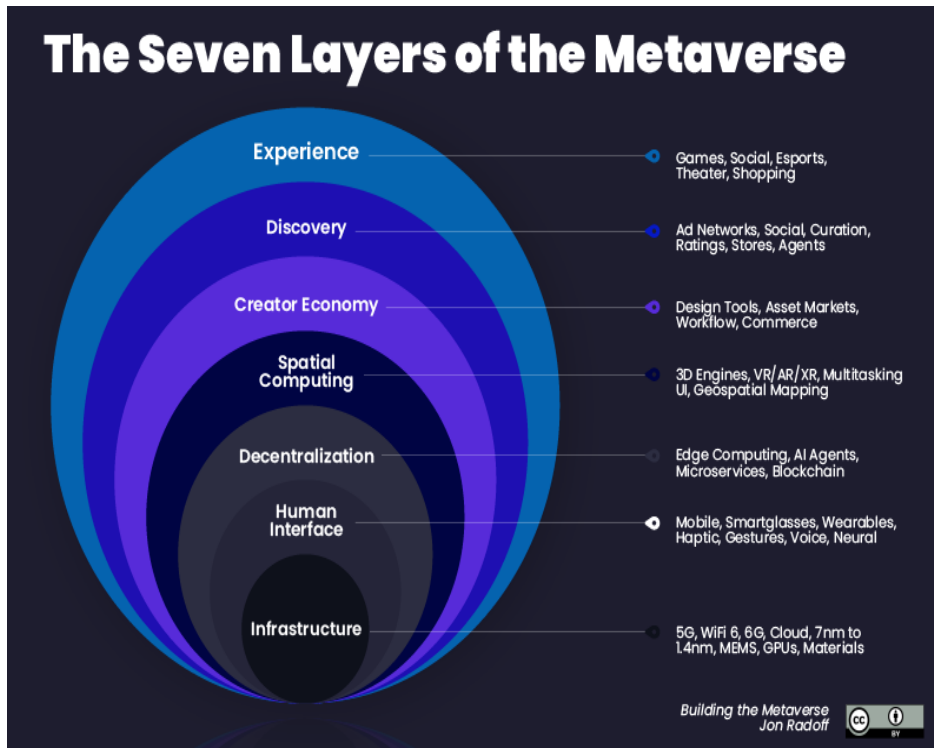 The Seven Layers of the Metaverse
Experience
Games, Social, Esports,
Theater, Shopping
Discovery
Ad Networks, Social, Curation,
Ratings, Stores, Agents
Creator Economy
Design Tools, Asset Markets,
Workflow, Commerce
Spatial
Computing
3D Engines, VR/AR/XR, Multitasking
UI, Geospatial Mapping
Decentralization
Edge Computing, AI Agents,
Microservices, Blockchain
Human
Interface
Mobile, Smartglasses, Wearables,
Haptic, Gestures, Voice, Neural
Infrastructure
5G, WiFi 6, 6G, Cloud, 7nm to
1.4nm, MEMS, GPUs, Materials
Building the Metaverse
Jon Radoff
cc
BY